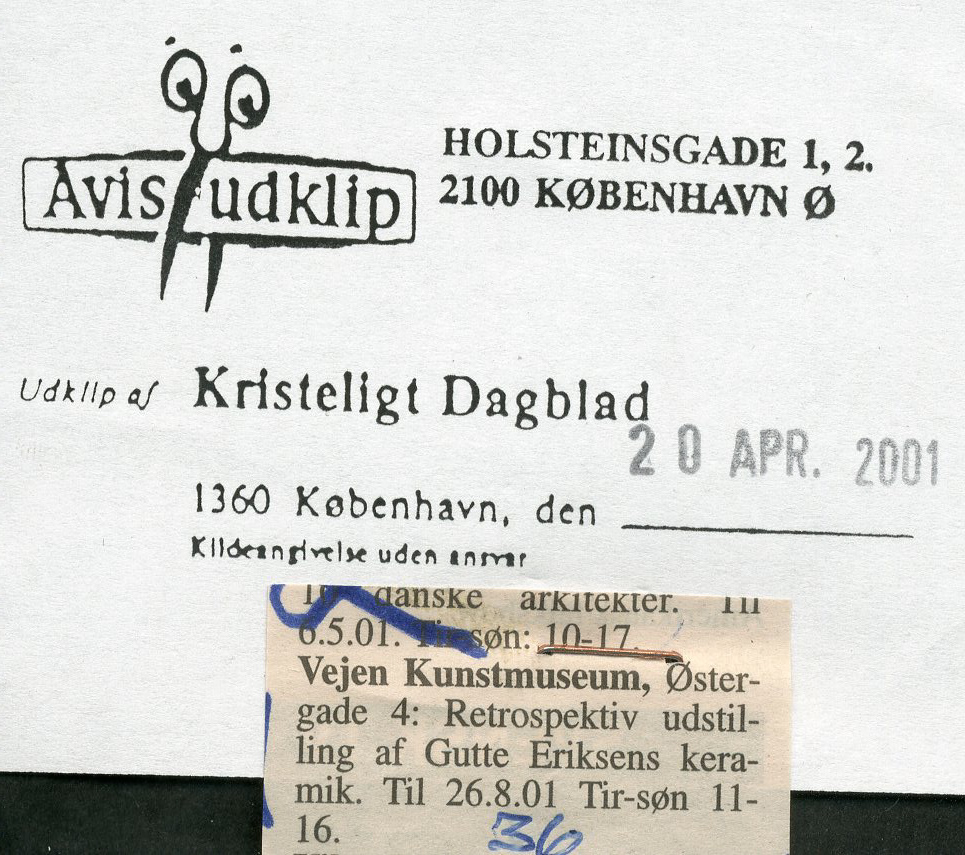 Avis udklip
HOLSTEINSGADE 1, 2.
2100 KØBENHAVN Ø
Udklip af Kristeligt Dagblad
20 APR. 2001
1360 København, den
Kildeangivelse uden ansvar
10 danske arkitekter. Til
6.5.01. Tir-søn: 10-17.
Vejen Kunstmuseum, Øster-
gade 4: Retrospektiv udstil-
ling af Gutte Eriksens kera-
mik. Til 26.8.01 Tir-søn 11-
16.
36